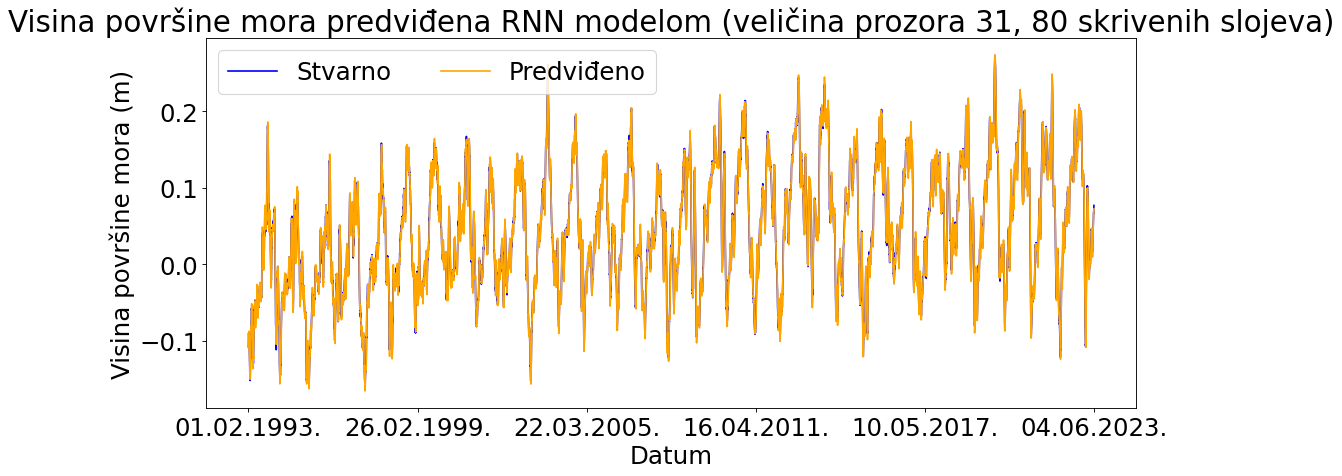 Visina površine mora predviđena RNN modelom (veličina prozora 31, 80 skrivenih slojeva)
Stvarno Predviđeno
Visina površine mora (m)
0.2
0.1
0.0
−0.1
01.02.1993. 26.02.1999. 22.03.2005. 16.04.2011. 10.05.2017. 04.06.2023.
Datum